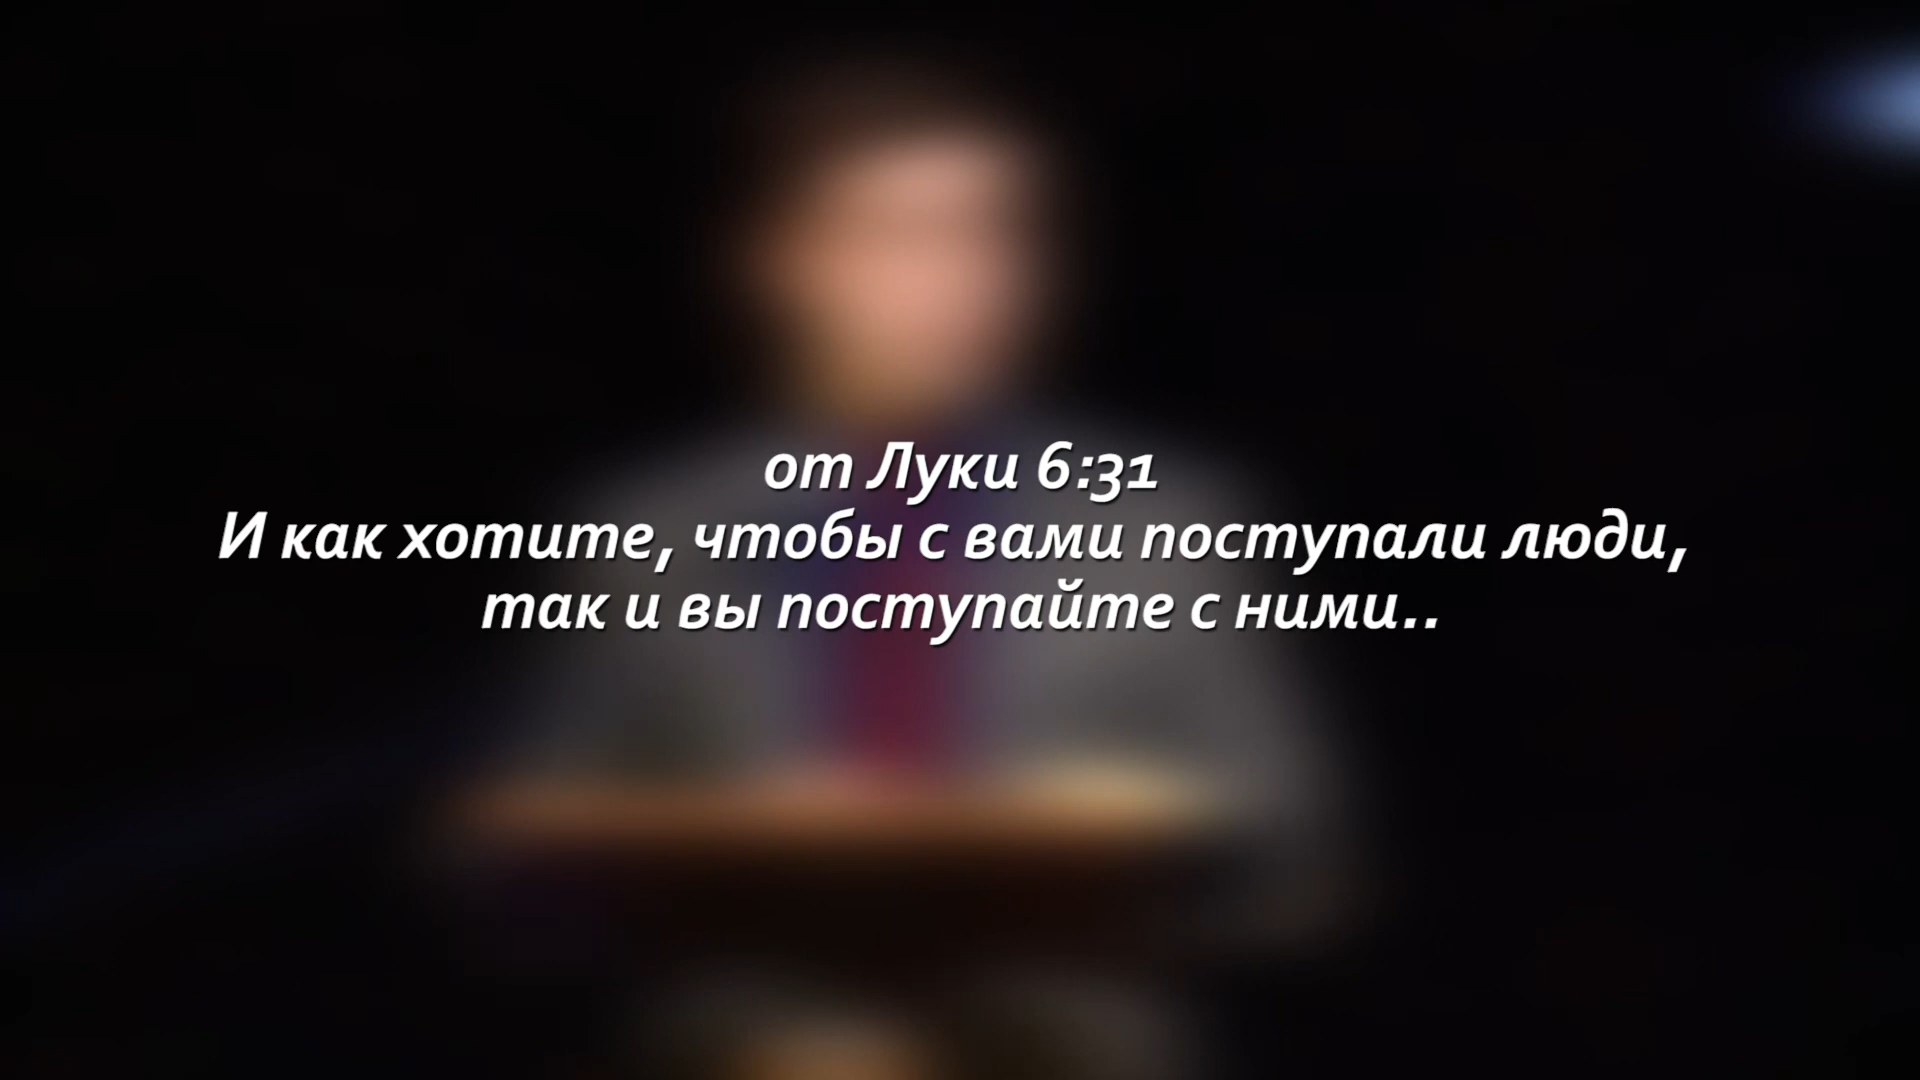 от Луки 6:31
И как хотите, чтобы с вами поступали люди,
так и вы поступайте с ними..